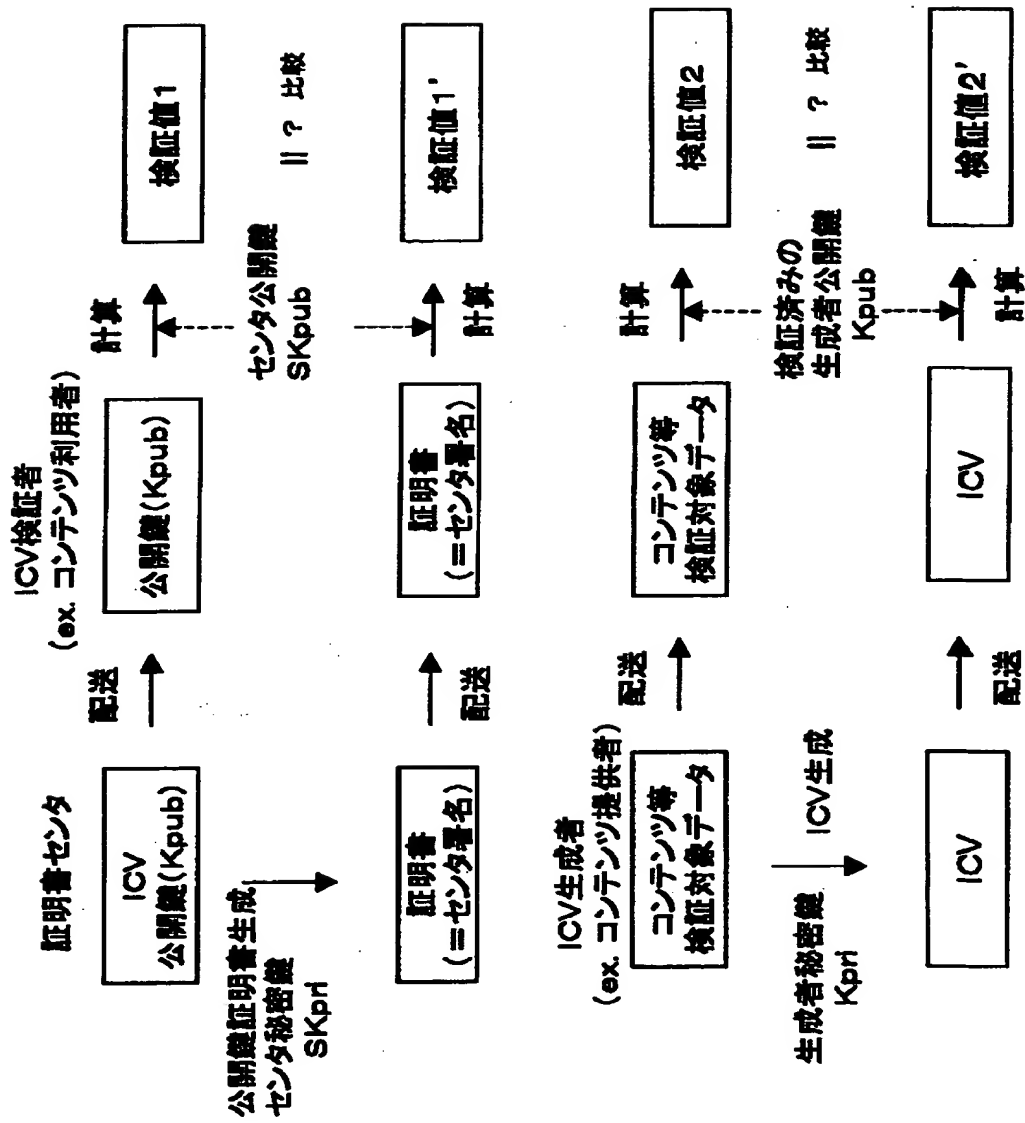 証明書センタ
ICV
公開鍵(Kpub)
公開鍵証明書生成
センタ秘密鍵
SKpri
証明書
(=センタ署名)
配送
配送
ICV検証者
(ex. コンテンツ利用者)
公開鍵(Kpub)
証明書
(=センタ署名)
計算
センタ公開鍵
SKpub
計算
検証値1
|| ? 比較
検証値1'
ICV生成者
(ex. コンテンツ提供者)
コンテンツ等
検証対象データ
生成者秘密鍵
Kpri
ICV生成
ICV
配送
配送
コンテンツ等
検証対象データ
ICV
計算
検証済みの
生成者公開鍵
Kpub
計算
検証値2
|| ? 比較
検証値2'